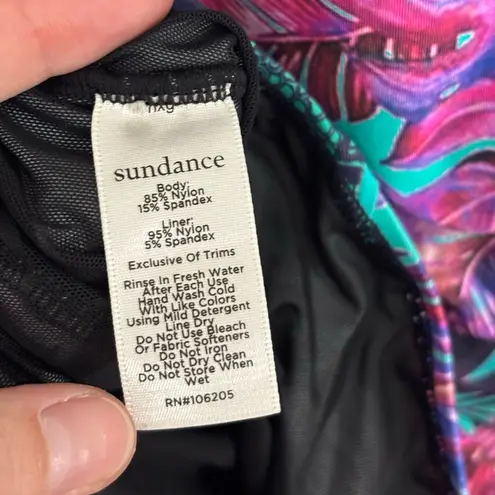 sundance
Body:
85% Nylon
15% Spandex
Liner:
95% Nylon
5% Spandex
Exclusive Of Trims
Rinse In Fresh Water
After Each Use
Hand Wash Cold
With Like Colors
Using Mild Detergent
Line Dry
Do Not Use Bleach
Or Fabric Softeners
Do Not Iron
Do Not Dry Clean
Do Not Store When
Wet
RN#106205